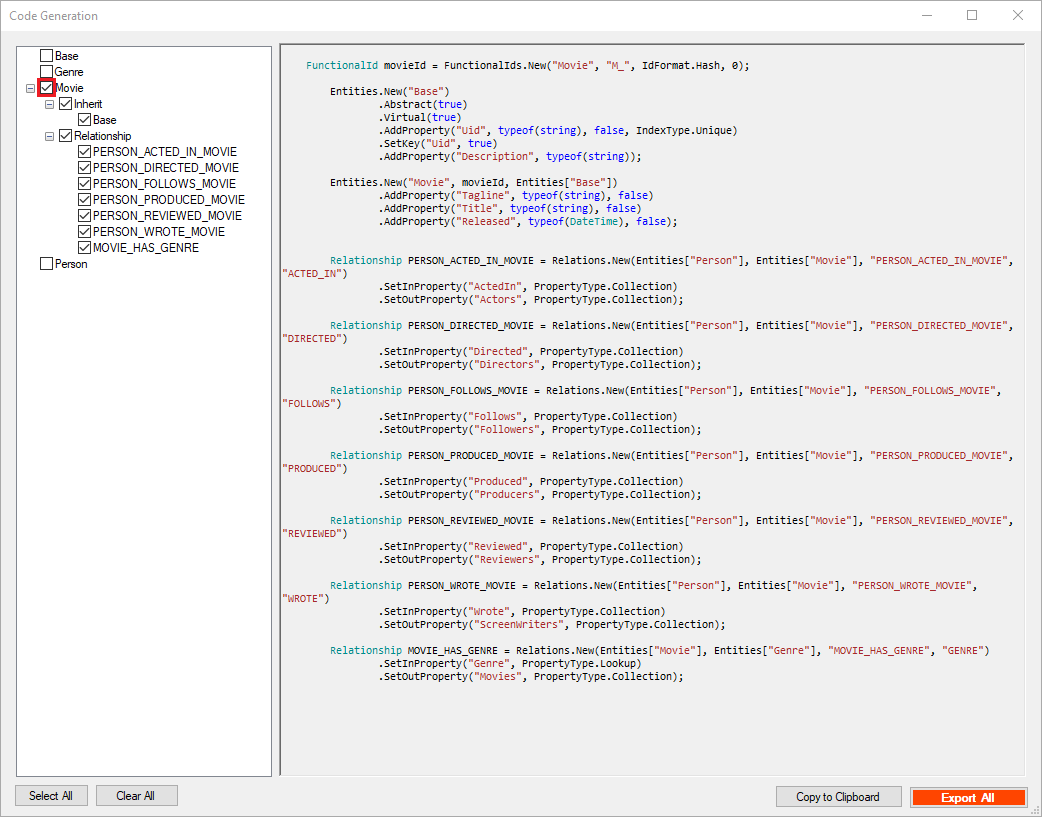 Code Generation
Base
Genre
Movie
Inherit
Base
Relationship
PERSON_ACTED_IN_MOVIE
PERSON_DIRECTED_MOVIE
PERSON_FOLLOWS_MOVIE
PERSON_PRODUCED_MOVIE
PERSON_REVIEWED_MOVIE
PERSON_WROTE_MOVIE
MOVIE_HAS_GENRE
Person
FunctionalId movieId = FunctionalIds.New("Movie", "M_", IdFormat.Hash, 0);
Entities.New("Base")
.Abstract(true)
.Virtual(true)
.AddProperty("Uid", typeof(string), false, IndexType.Unique)
.SetKey("Uid", true)
.AddProperty("Description", typeof(string));
Entities.New("Movie", movieId, Entities["Base"])
.AddProperty("Tagline", typeof(string), false)
.AddProperty("Title", typeof(string), false)
.AddProperty("Released", typeof(DateTime), false);
Relationship PERSON_ACTED_IN_MOVIE = Relations.New(Entities["Person"], Entities["Movie"], "PERSON_ACTED_IN_MOVIE",
"ACTED_IN")
.SetInProperty("ActedIn", PropertyType.Collection)
.SetOutProperty("Actors", PropertyType.Collection);
Relationship PERSON_DIRECTED_MOVIE = Relations.New(Entities["Person"], Entities["Movie"], "PERSON_DIRECTED_MOVIE",
"DIRECTED")
.SetInProperty("Directed", PropertyType.Collection)
.SetOutProperty("Directors", PropertyType.Collection);
Relationship PERSON_FOLLOWS_MOVIE = Relations.New(Entities["Person"], Entities["Movie"], "PERSON_FOLLOWS_MOVIE",
"FOLLOWS")
.SetInProperty("Follows", PropertyType.Collection)
.SetOutProperty("Followers", PropertyType.Collection);
Relationship PERSON_PRODUCED_MOVIE = Relations.New(Entities["Person"], Entities["Movie"], "PERSON_PRODUCED_MOVIE",
"PRODUCED")
.SetInProperty("Produced", PropertyType.Collection)
.SetOutProperty("Producers", PropertyType.Collection);
Relationship PERSON_REVIEWED_MOVIE = Relations.New(Entities["Person"], Entities["Movie"], "PERSON_REVIEWED_MOVIE",
"REVIEWED")
.SetInProperty("Reviewed", PropertyType.Collection)
.SetOutProperty("Reviewers", PropertyType.Collection);
Relationship PERSON_WROTE_MOVIE = Relations.New(Entities["Person"], Entities["Movie"], "PERSON_WROTE_MOVIE",
"WROTE")
.SetInProperty("Wrote", PropertyType.Collection)
.SetOutProperty("ScreenWriters", PropertyType.Collection);
Relationship MOVIE_HAS_GENRE = Relations.New(Entities["Movie"], Entities["Genre"], "MOVIE_HAS_GENRE", "GENRE")
.SetInProperty("Genre", PropertyType.Lookup)
.SetOutProperty("Movies", PropertyType.Collection);
Select All
Clear All
Copy to Clipboard
Export All